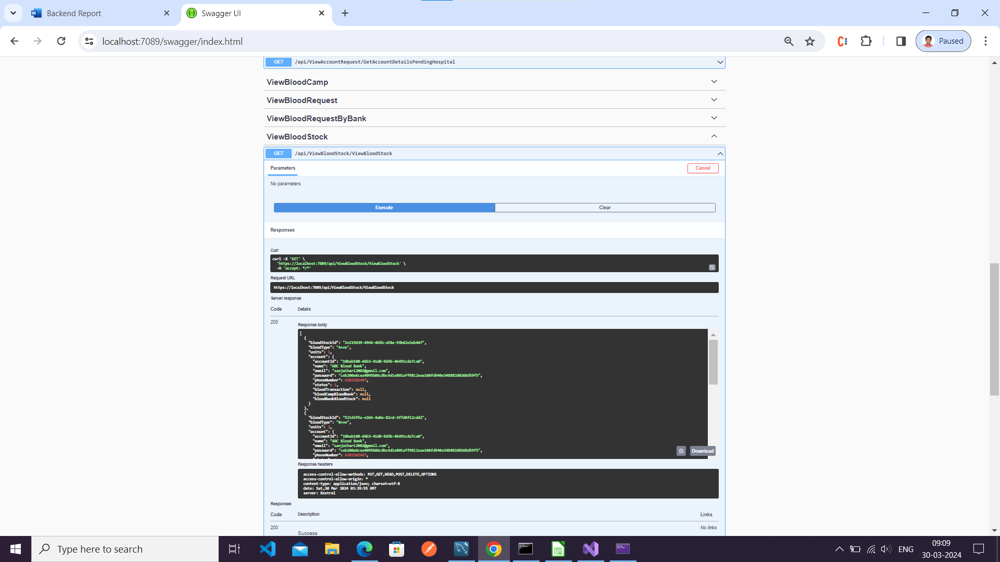 Backend Report
Swagger UI
localhost:7089/swagger/index.html
Paused
GET /api/ViewAccountRequest/GetAccountDetailsPendingHospital
ViewBloodCamp
ViewBloodRequest
ViewBloodRequestByBank
ViewBloodStock
GET /api/ViewBloodStock/ViewBloodStock
Parameters
Cancel
No parameters
Execute
Clear
Responses
Curl
curl -X 'GET' \
'https://localhost:7089/api/ViewBloodStock/ViewBloodStock' \
-H 'accept: */*'
Request URL
https://localhost:7089/api/ViewBloodStock/ViewBloodStock
Server response
Code Details
200
Response body
[
{
"bloodStockId": "2e219639-4946-465b-a58e-59b62e2eb46f",
"bloodType": "A+ve",
"units": 1,
"account": {
"accountId": "10bab100-d6b3-41d0-9d3b-46491cda7ca0",
"name": "ABC Blood Bank",
"email": "sanjaihari2002@gmail.com",
"password": "ceb200a6cea4095b86c8bc4d1e801aff9812eaa106fd940e348882d0268d59f5",
"phoneNumber": 6382202487,
"status": 1,
"bloodTransaction": null,
"bloodCampBloodBank": null,
"bloodBankBloodStock": null
}
},
{
"bloodStockId": "52143f5a-e264-4a0e-82cd-3f7d8f12cdd2",
"bloodType": "B+ve",
"units": 2,
"account": {
"accountId": "10bab100-d6b3-41d0-9d3b-46491cda7ca0",
"name": "ABC Blood Bank",
"email": "sanjaihari2002@gmail.com",
"password": "ceb200a6cea4095b86c8bc4d1e801aff9812eaa106fd940e348882d0268d59f5",
"phoneNumber": 6382202487,
Download
Response headers
access-control-allow-methods: PUT,GET,HEAD,POST,DELETE,OPTIONS
access-control-allow-origin: *
content-type: application/json; charset=utf-8
date: Sat,30 Mar 2024 03:39:55 GMT
server: Kestrel
Responses
Code Description Links
200 No links
Success
Type here to search
ENG
09:09
30-03-2024